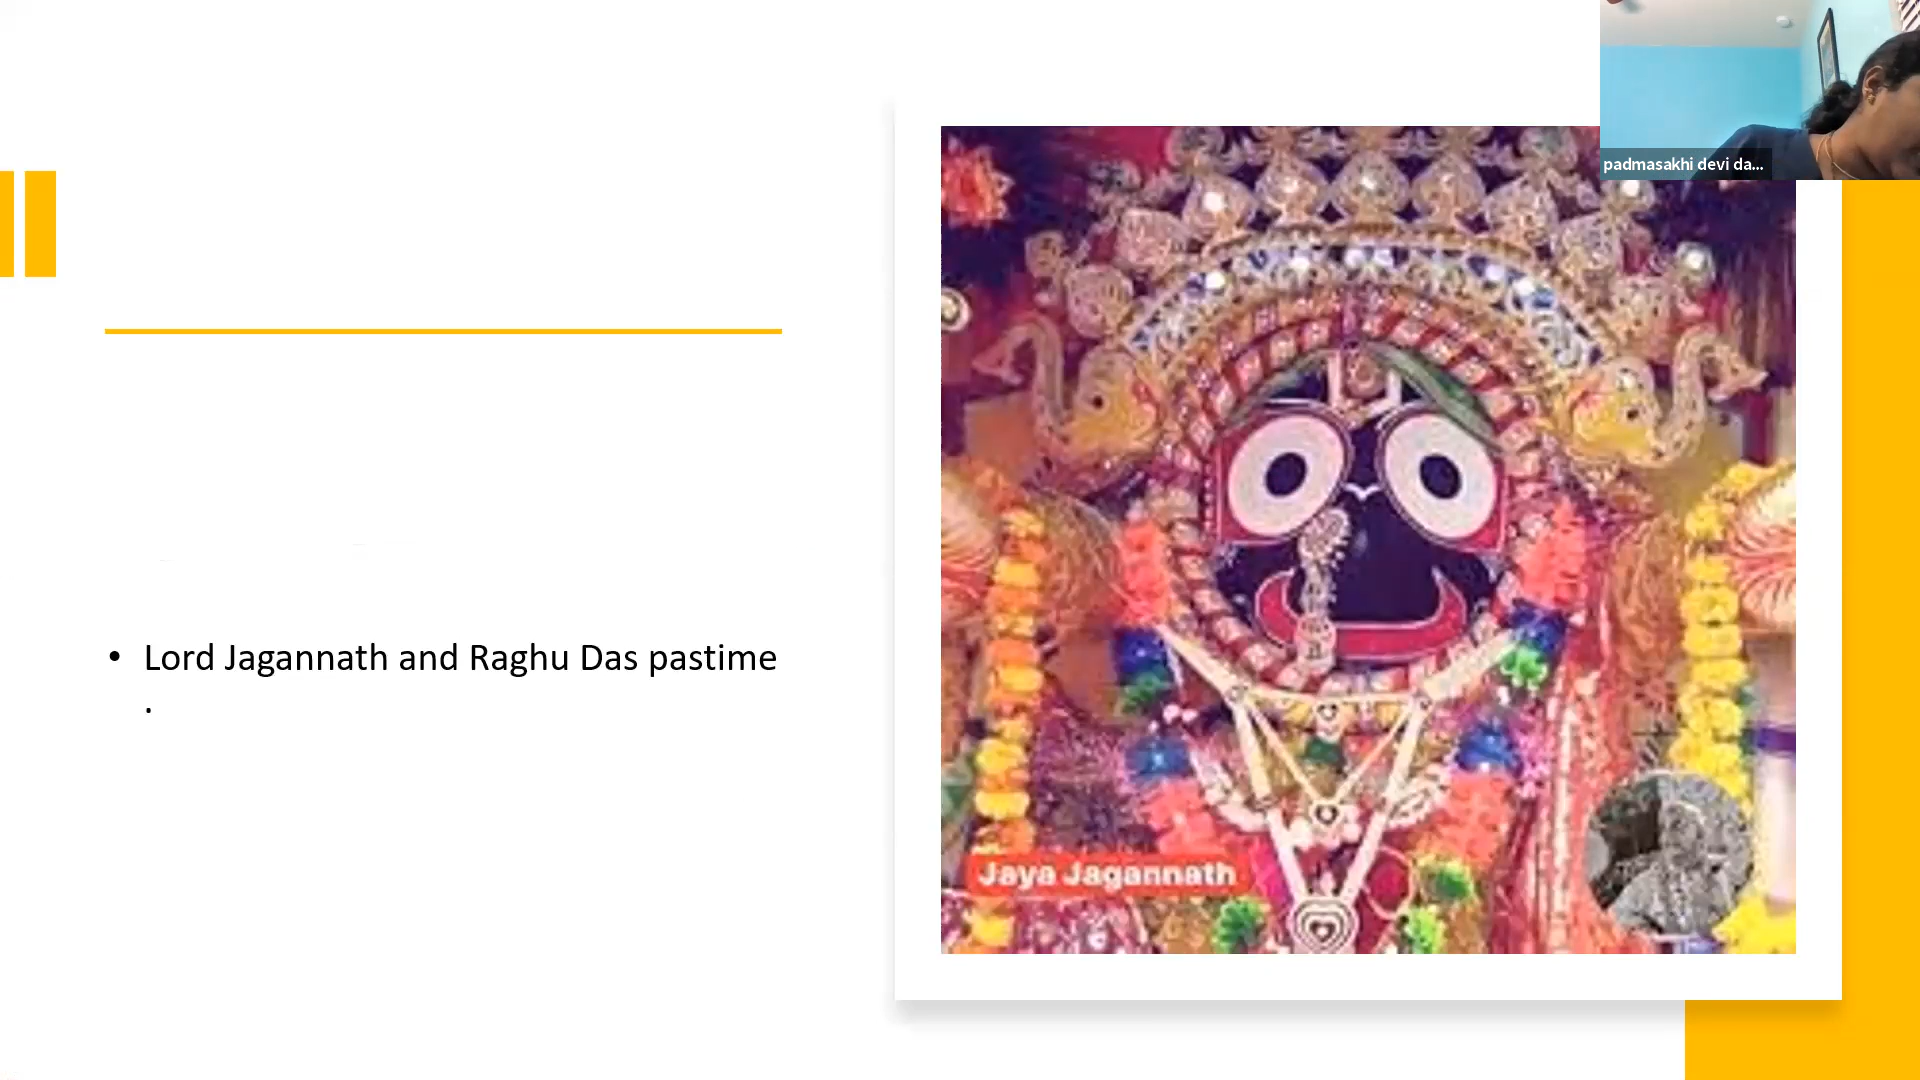 padmasakhi devi da...
• Lord Jagannath and Raghu Das pastime
.
Jaya Jagannath